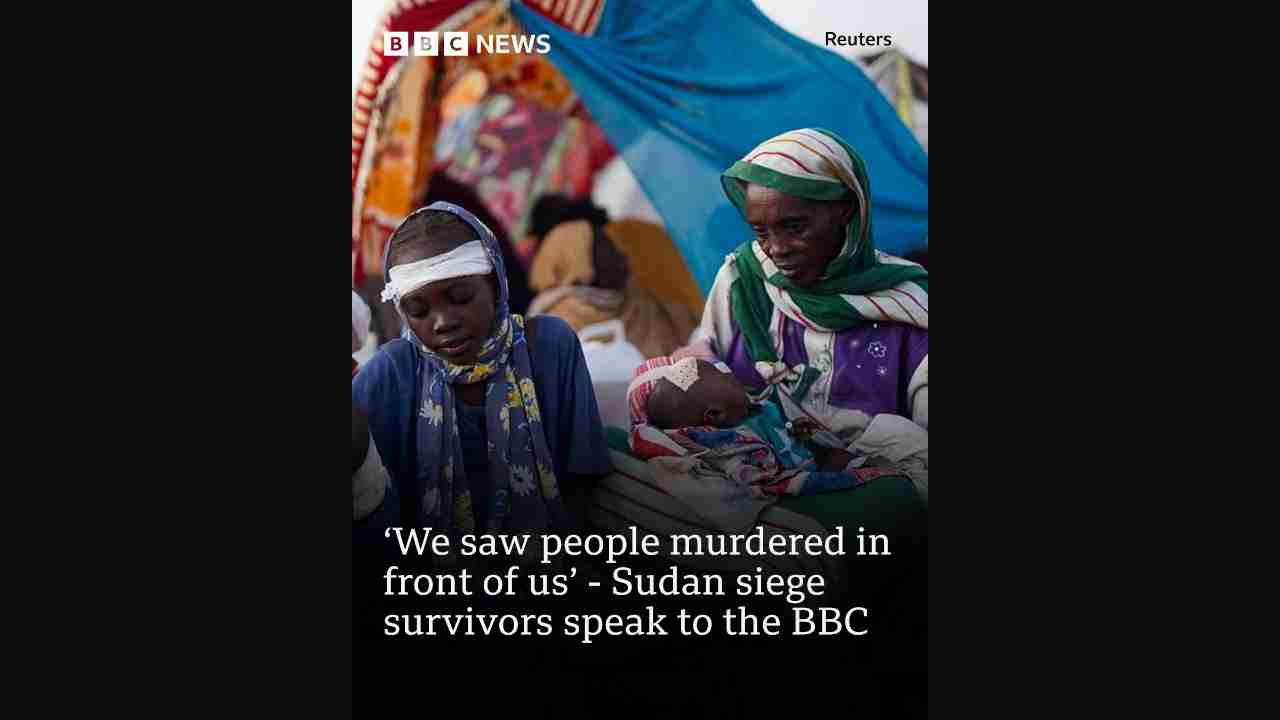 BBC NEWS
Reuters
‘We saw people murdered in
front of us’ - Sudan siege
survivors speak to the BBC